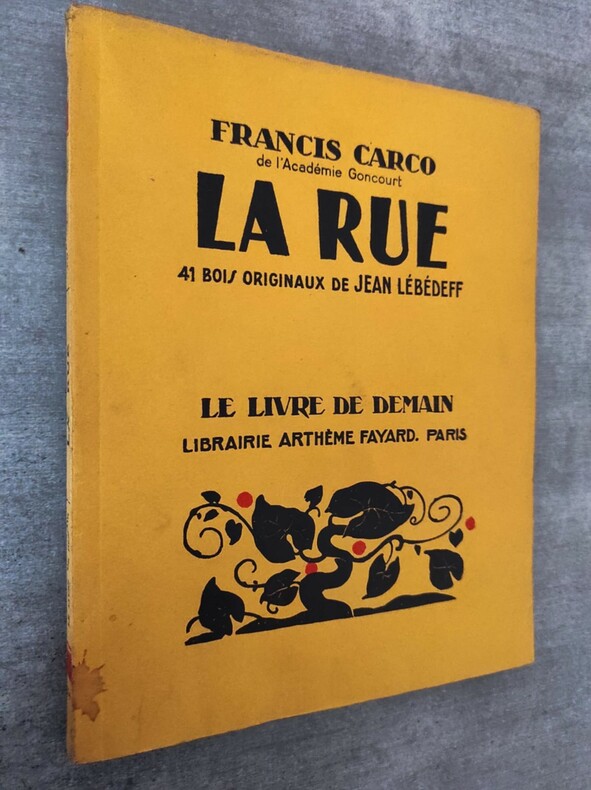 FRANCIS CARCO
de l'Académie Goncourt
LA RUE
41 BOIS ORIGINAUX DE JEAN LÉBÉDEFF
LE LIVRE DE DEMAIN
LIBRAIRIE ARTHÈME FAYARD. PARIS